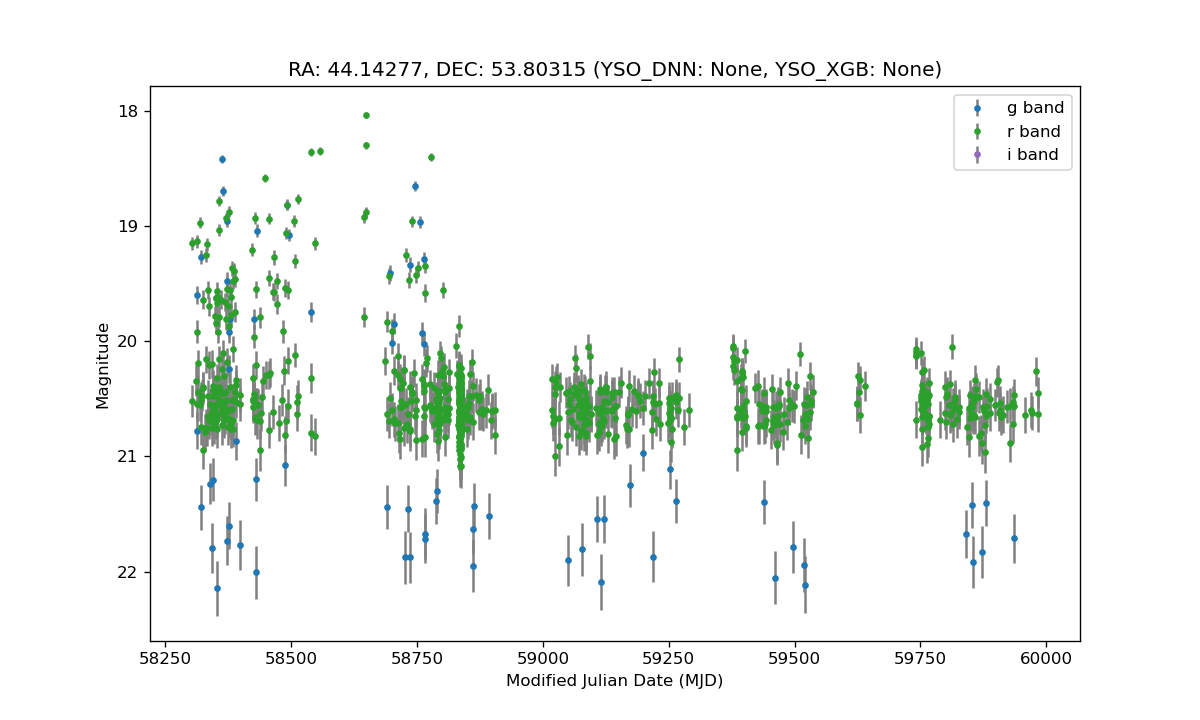 RA: 44.14277, DEC: 53.80315 (YSO_DNN: None, YSO_XGB: None)
g band
r band
i band
18
19
20
21
22
Magnitude
58250
58500
58750
59000
59250
59500
59750
60000
Modified Julian Date (MJD)